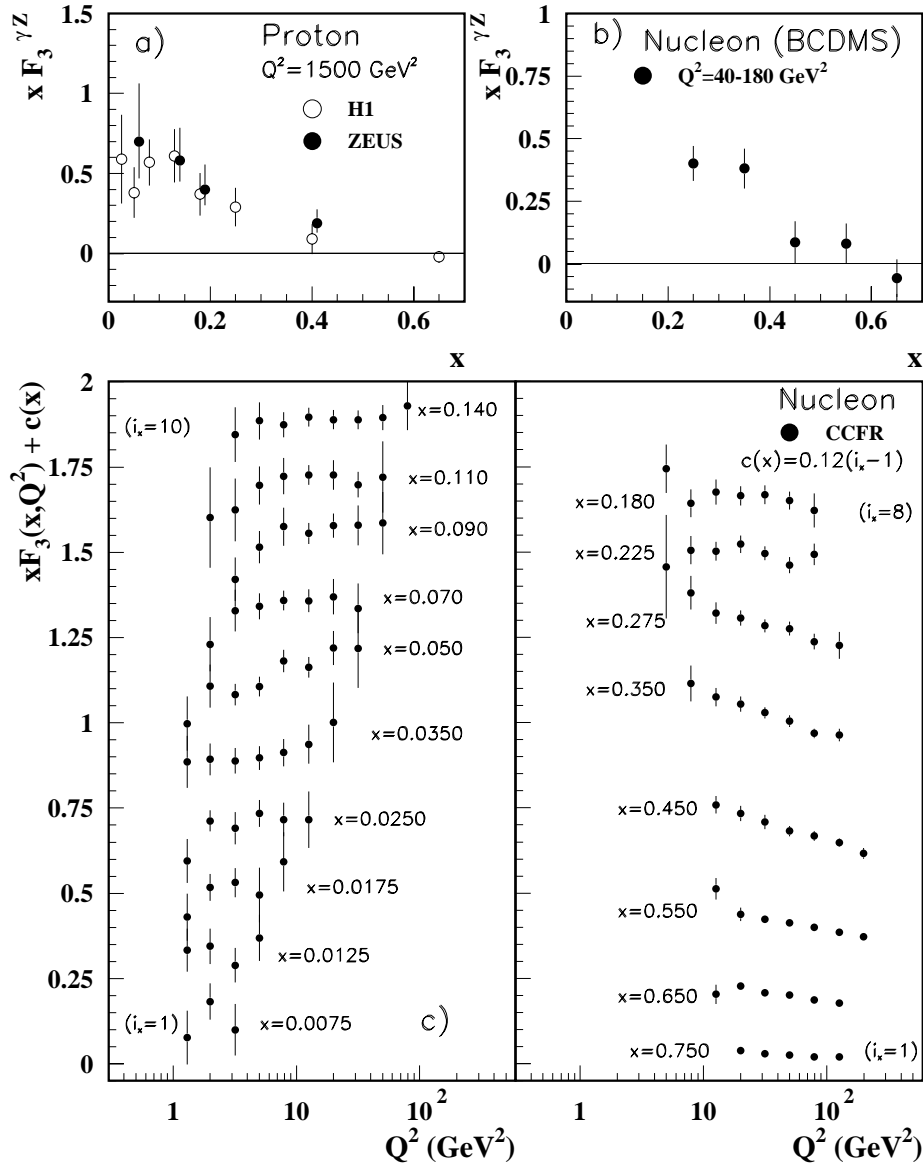 a) Proton
Q²=1500 GeV²
H1
ZEUS
x F₃ γZ
1.5
1
0.5
0
0 0.2 0.4 0.6
x
b) Nucleon (BCDMS)
Q²=40-180 GeV²
x F₃ γZ
1
0.75
0.5
0.25
0
0 0.2 0.4 0.6
x
xF₃(x,Q²) + c(x)
2
1.75
1.5
1.25
1
0.75
0.5
0.25
0
(iₓ=10)
x=0.140
x=0.110
x=0.090
x=0.070
x=0.050
x=0.0350
x=0.0250
x=0.0175
x=0.0125
(iₓ=1) x=0.0075
c)
1 10 10²
Q² (GeV²)
Nucleon
CCFR
c(x)=0.12(iₓ−1)
x=0.180
(iₓ=8)
x=0.225
x=0.275
x=0.350
x=0.450
x=0.550
x=0.650
x=0.750 (iₓ=1)
1 10 10²
Q² (GeV²)